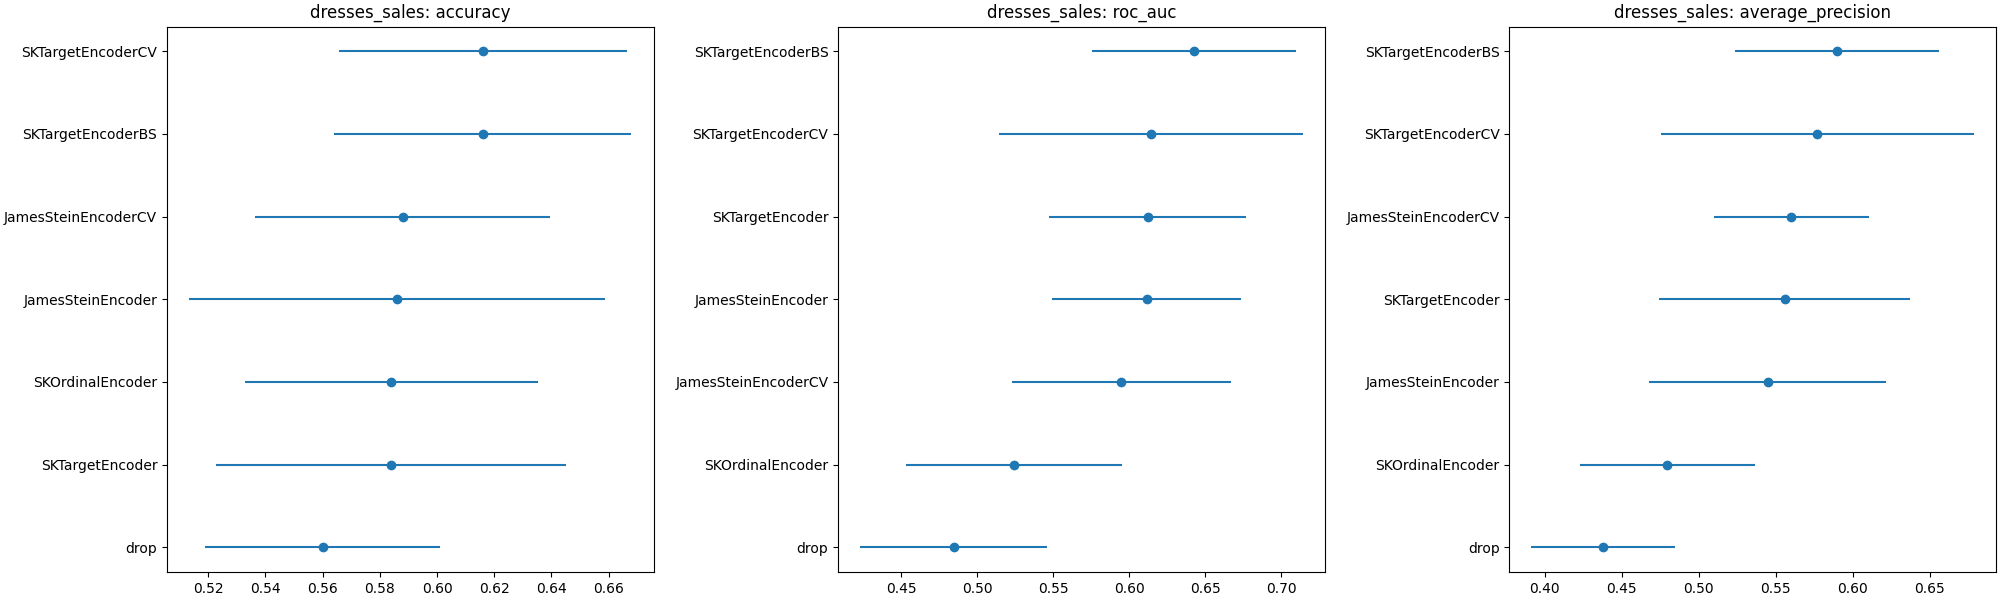 dresses_sales: accuracy
SKTargetEncoderCV
SKTargetEncoderBS
JamesSteinEncoderCV
JamesSteinEncoder
SKOrdinalEncoder
SKTargetEncoder
drop
0.52 0.54 0.56 0.58 0.60 0.62 0.64 0.66
dresses_sales: roc_auc
SKTargetEncoderBS
SKTargetEncoderCV
SKTargetEncoder
JamesSteinEncoder
JamesSteinEncoderCV
SKOrdinalEncoder
drop
0.45 0.50 0.55 0.60 0.65 0.70
dresses_sales: average_precision
SKTargetEncoderBS
SKTargetEncoderCV
JamesSteinEncoderCV
SKTargetEncoder
JamesSteinEncoder
SKOrdinalEncoder
drop
0.40 0.45 0.50 0.55 0.60 0.65